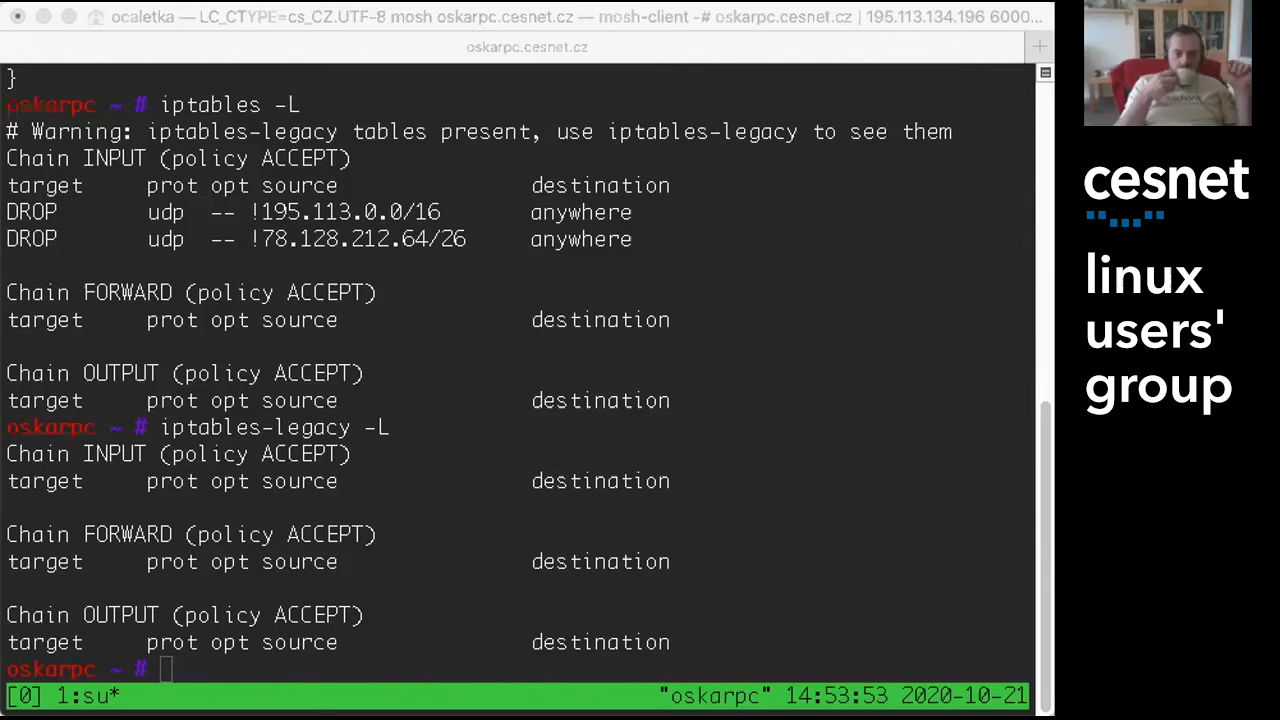 ocaletka — LC_CTYPE=cs_CZ.UTF-8 mosh oskarpc.cesnet.cz — mosh-client -# oskarpc.cesnet.cz | 195.113.134.196 6000...
oskarpc.cesnet.cz
}
oskarpc ~ # iptables -L
# Warning: iptables-legacy tables present, use iptables-legacy to see them
Chain INPUT (policy ACCEPT)
target prot opt source destination
DROP udp -- !195.113.0.0/16 anywhere
DROP udp -- !78.128.212.64/26 anywhere
Chain FORWARD (policy ACCEPT)
target prot opt source destination
Chain OUTPUT (policy ACCEPT)
target prot opt source destination
oskarpc ~ # iptables-legacy -L
Chain INPUT (policy ACCEPT)
target prot opt source destination
Chain FORWARD (policy ACCEPT)
target prot opt source destination
Chain OUTPUT (policy ACCEPT)
target prot opt source destination
oskarpc ~ #
[0] 1:su* "oskarpc" 14:53:53 2020-10-21
cesnet
linux
users'
group